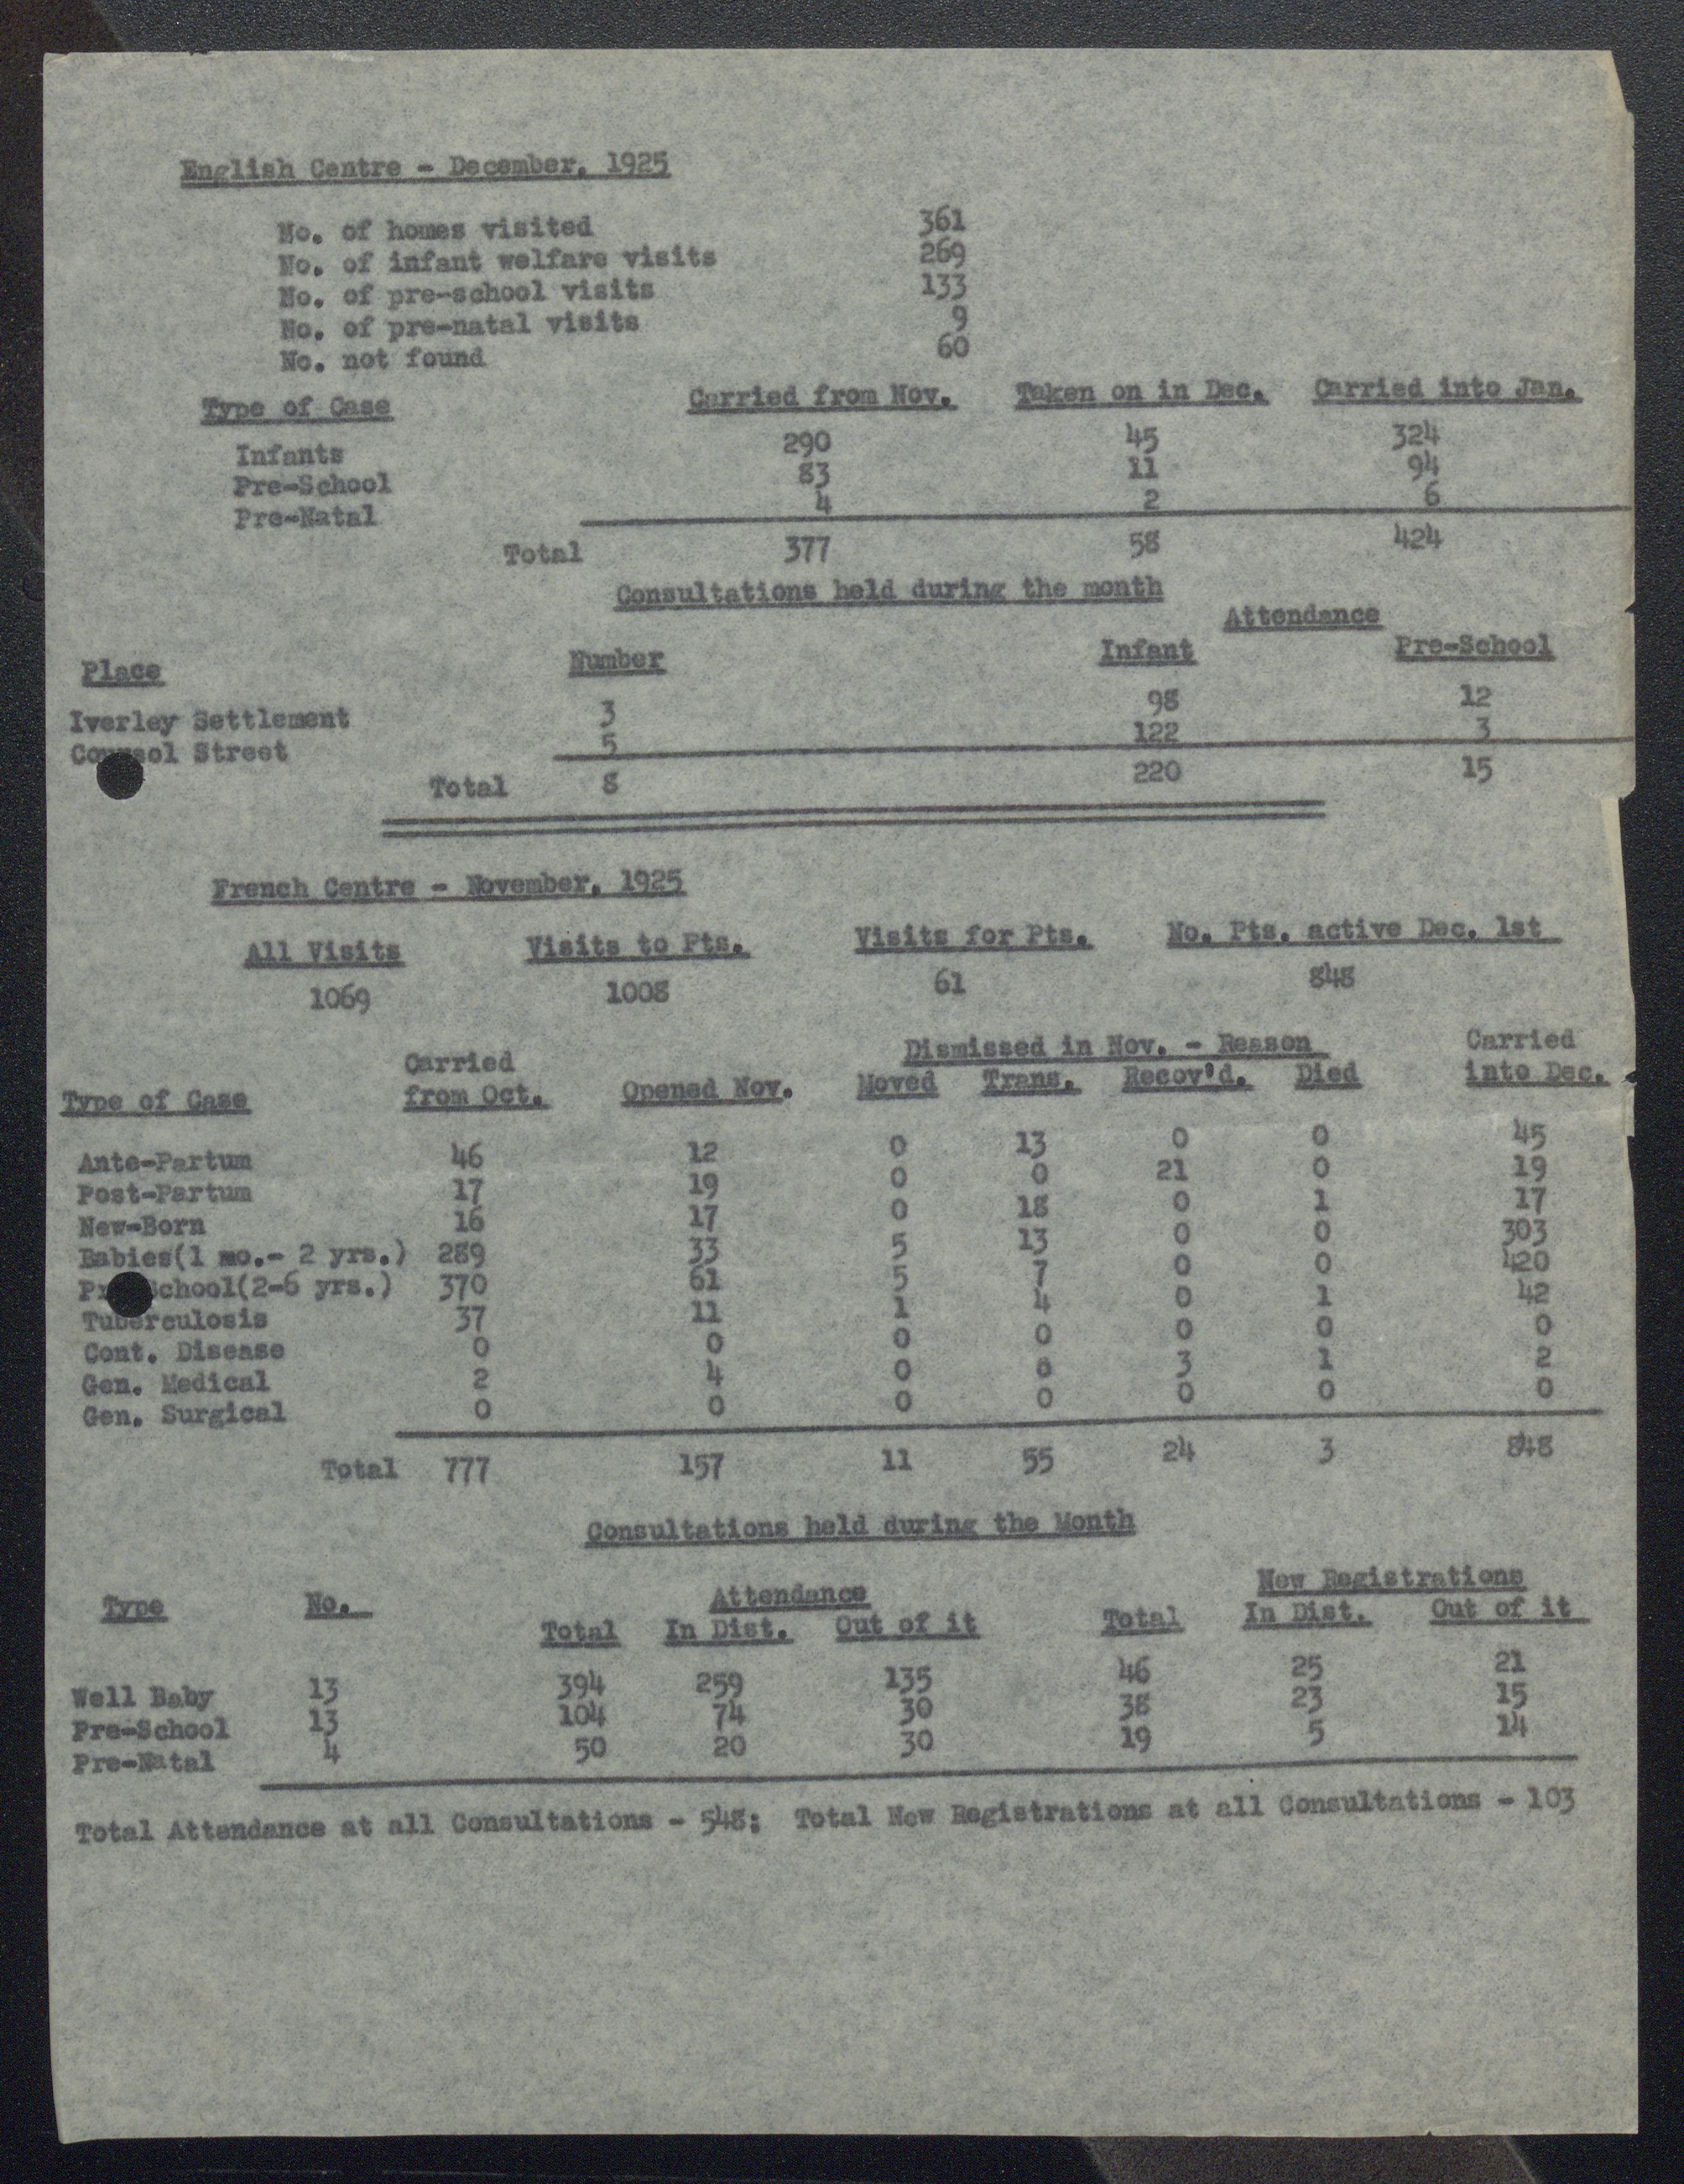 English Centre - December, 1925
No. of homes visited 361
No. of infant welfare visits 269
No. of pre-school visits 133
No. of pre-natal visits 9
No. not found 60
Type of Case Carried from Nov. Taken on in Dec. Carried into Jan.
Infants 290 45 324
Pre-School 83 11 94
Pre-Natal 4 2 6
Total 377 58 424
Consultations held during the month
Attendance
Place Number Infant Pre-School
Iverley Settlement 3 98 12
Street 5 122 3
Total 8 220 15
French Centre - November, 1925
All Visits Visits to Pts. Visits for Pts. No. Pts. active Dec. 1st
1069 1008 61 848
Dismissed in Nov. - Reason
Type of Case Carried from Oct. Opened Nov. Moved Trans. Recov'd. Died Carried into Dec.
Ante-Partum 46 12 0 13 0 0 45
Post-Partum 17 19 0 0 21 0 19
New-Born 16 17 0 18 0 1 17
Babies(1 mo.- 2 yrs.) 289 33 5 13 0 0 303
School(2-6 yrs.) 370 61 5 7 0 0 420
Tuberculosis 37 11 1 4 0 1 42
Cont. Disease 0 0 0 0 0 0 0
Gen. Medical 2 4 0 0 3 1 2
Gen. Surgical 0 0 0 0 0 0 0
Total 777 157 11 55 24 3 848
Consultations held during the Month
Attendance New Registrations
Type No. Total In Dist. Out of it Total In Dist. Out of it
Well Baby 13 394 259 135 46 25 21
Pre-School 13 104 74 30 38 23 15
Pre-Natal 4 50 20 30 19 5 14
Total Attendance at all Consultations - 548; Total New Registrations at all Consultations - 103